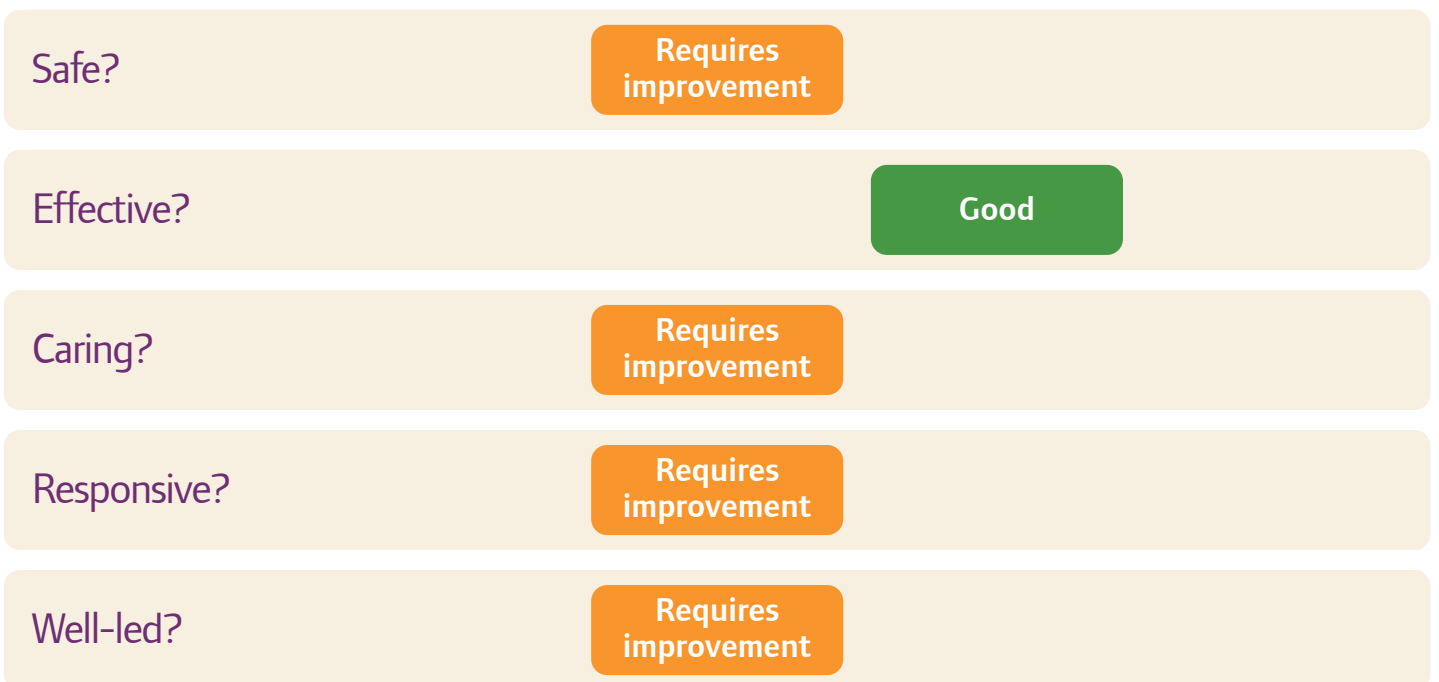 Safe?
Requires
improvement
Effective?
Good
Caring?
Requires
improvement
Responsive?
Requires
improvement
Well-led?
Requires
improvement